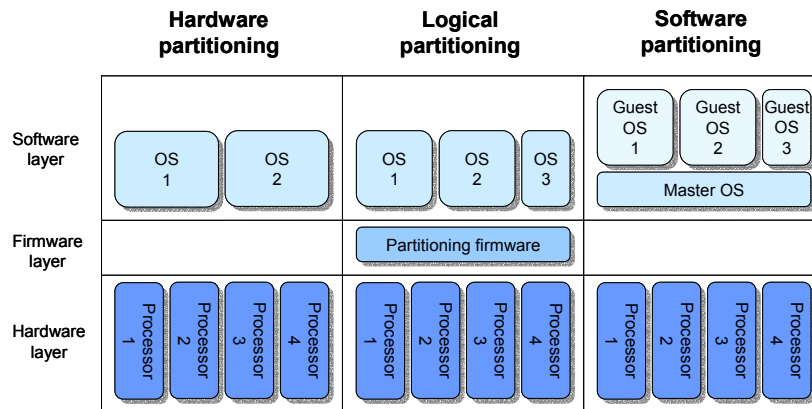 Hardware
partitioning
Logical
partitioning
Software
partitioning
Software
layer
OS
1
OS
2
OS
1
OS
2
OS
3
Guest
OS
1
Guest
OS
2
Guest
OS
3
Master OS
Firmware
layer
Partitioning firmware
Hardware
layer
Processor
1
Processor
2
Processor
3
Processor
4
Processor
1
Processor
2
Processor
3
Processor
4
Processor
1
Processor
2
Processor
3
Processor
4